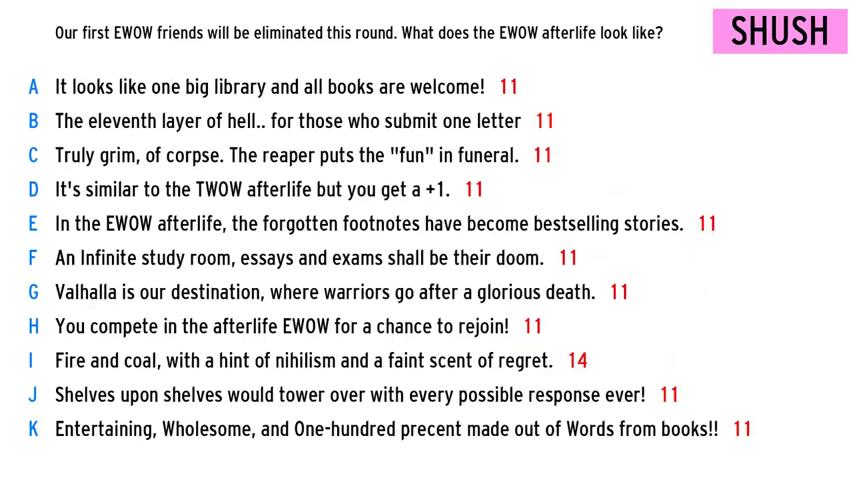 Our first EWOW friends will be eliminated this round. What does the EWOW afterlife look like?
SHUSH
A It looks like one big library and all books are welcome! 11
B The eleventh layer of hell.. for those who submit one letter 11
C Truly grim, of corpse. The reaper puts the "fun" in funeral. 11
D It's similar to the TWOW afterlife but you get a +1. 11
E In the EWOW afterlife, the forgotten footnotes have become bestselling stories. 11
F An Infinite study room, essays and exams shall be their doom. 11
G Valhalla is our destination, where warriors go after a glorious death. 11
H You compete in the afterlife EWOW for a chance to rejoin! 11
I Fire and coal, with a hint of nihilism and a faint scent of regret. 14
J Shelves upon shelves would tower over with every possible response ever! 11
K Entertaining, Wholesome, and One-hundred precent made out of Words from books!! 11